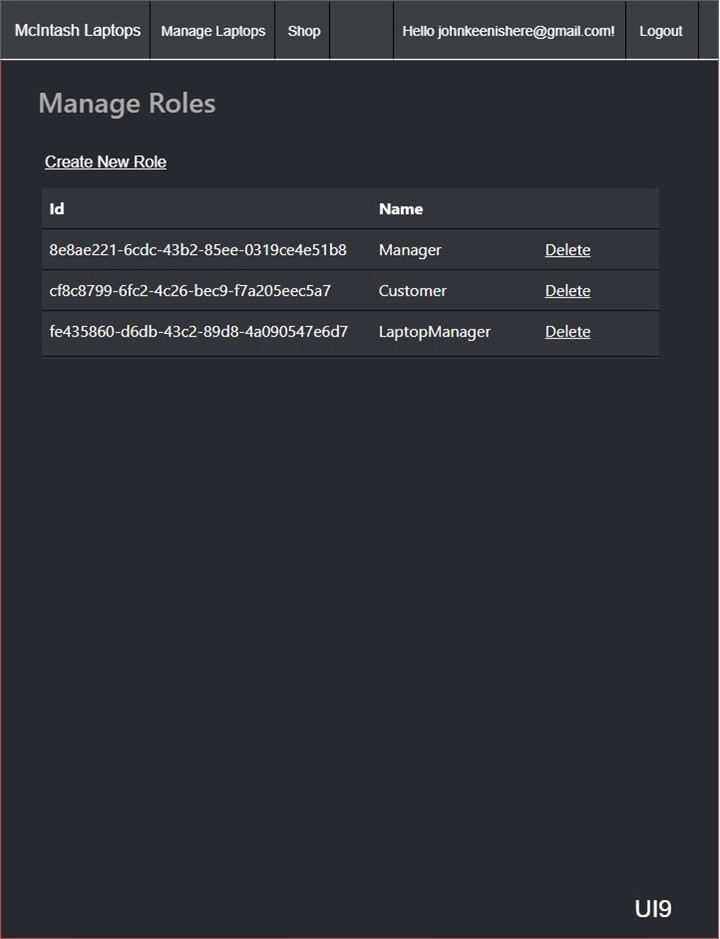 McIntash Laptops Manage Laptops Shop Hello johnkeenishere@gmail.com! Logout
Manage Roles
Create New Role
Id Name
8e8ae221-6cdc-43b2-85ee-0319ce4e51b8 Manager Delete
cf8c8799-6fc2-4c26-bec9-f7a205eec5a7 Customer Delete
fe435860-d6db-43c2-89d8-4a090547e6d7 LaptopManager Delete
UI9